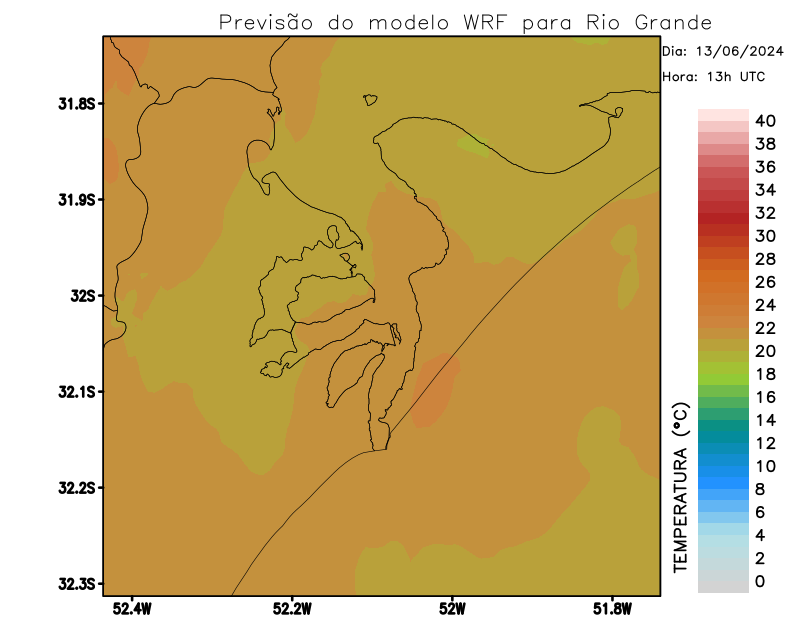 Previsão do modelo WRF para Rio Grande
Dia: 13/06/2024
Hora: 13h UTC
31.8S
31.9S
32S
32.1S
32.2S
32.3S
52.4W
52.2W
52W
51.8W
TEMPERATURA (°C)
40
38
36
34
32
30
28
26
24
22
20
18
16
14
12
10
8
6
4
2
0